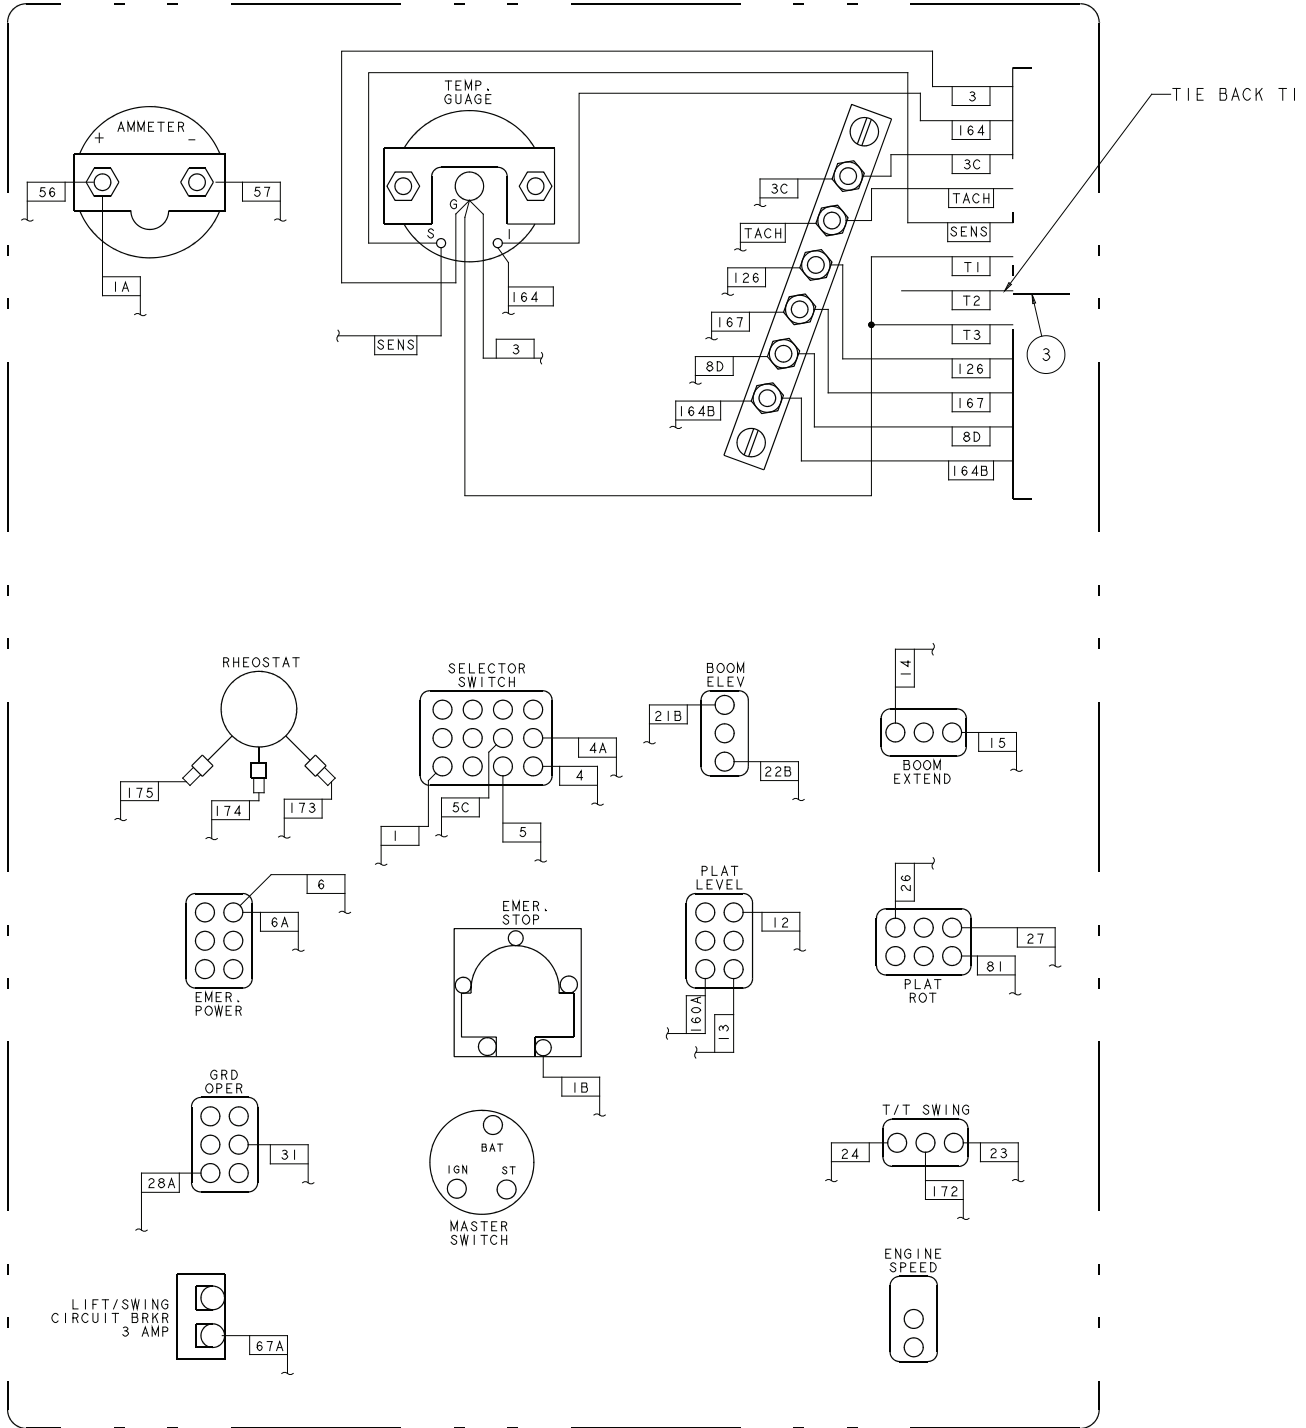 TEMP.
GUAGE
AMMETER
+ -
56
57
1A
G
S
I
164
SENS
3
3
164
3C
TACH
SENS
T1
T2
T3
126
167
8D
164B
3C
TACH
126
167
8D
164B
TIE BACK
3
RHEOSTAT
175
174
173
SELECTOR
SWITCH
4A
4
5C
1
5
BOOM
ELEV
21B
22B
14
15
BOOM
EXTEND
6
6A
EMER.
POWER
EMER.
STOP
1B
PLAT
LEVEL
12
160A
13
26
27
81
PLAT
ROT
GRD
OPER
31
28A
BAT
IGN
ST
MASTER
SWITCH
T/T SWING
24
23
172
LIFT/SWING
CIRCUIT BRKR
3 AMP
67A
ENGINE
SPEED